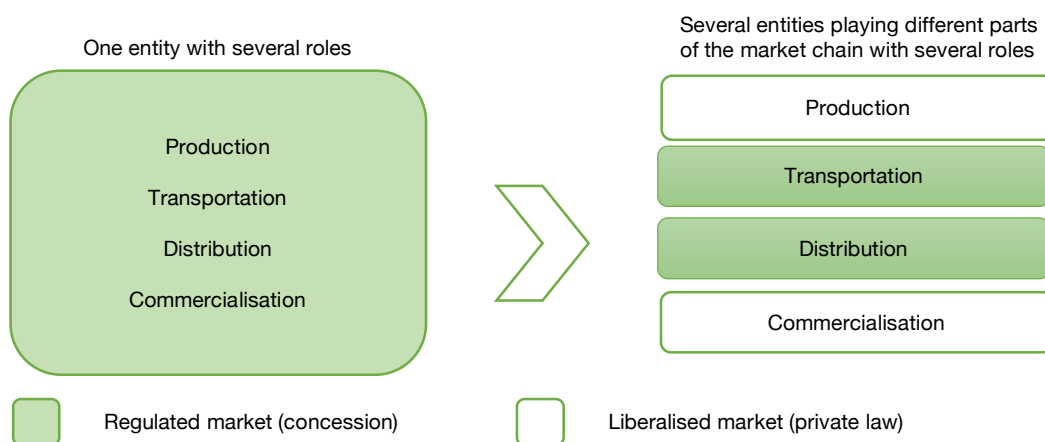 One entity with several roles
Production
Transportation
Distribution
Commercialisation
Several entities playing different parts
of the market chain with several roles
Production
Transportation
Distribution
Commercialisation
Regulated market (concession)
Liberalised market (private law)